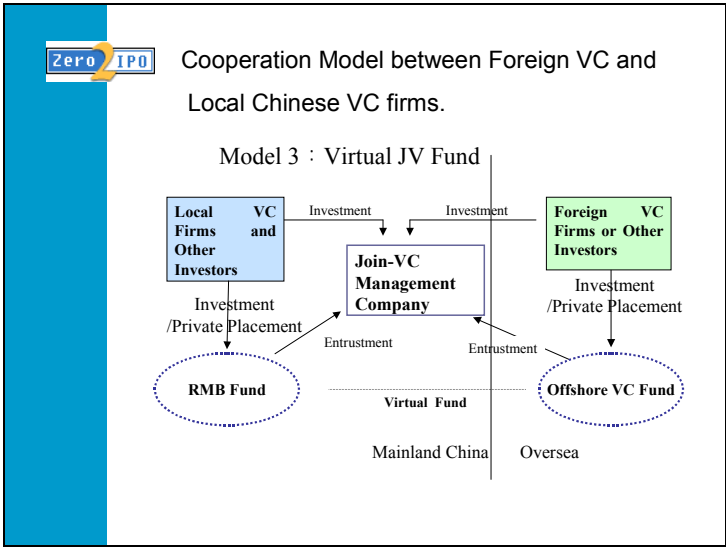 Zero2IPO
Cooperation Model between Foreign VC and
Local Chinese VC firms.
Model 3：Virtual JV Fund
Local VC
Firms and
Other
Investors
Investment
Investment
Foreign VC
Firms or Other
Investors
Join-VC
Management
Company
Investment
/Private Placement
Investment
/Private Placement
Entrustment
Entrustment
RMB Fund
Virtual Fund
Offshore VC Fund
Mainland China
Oversea